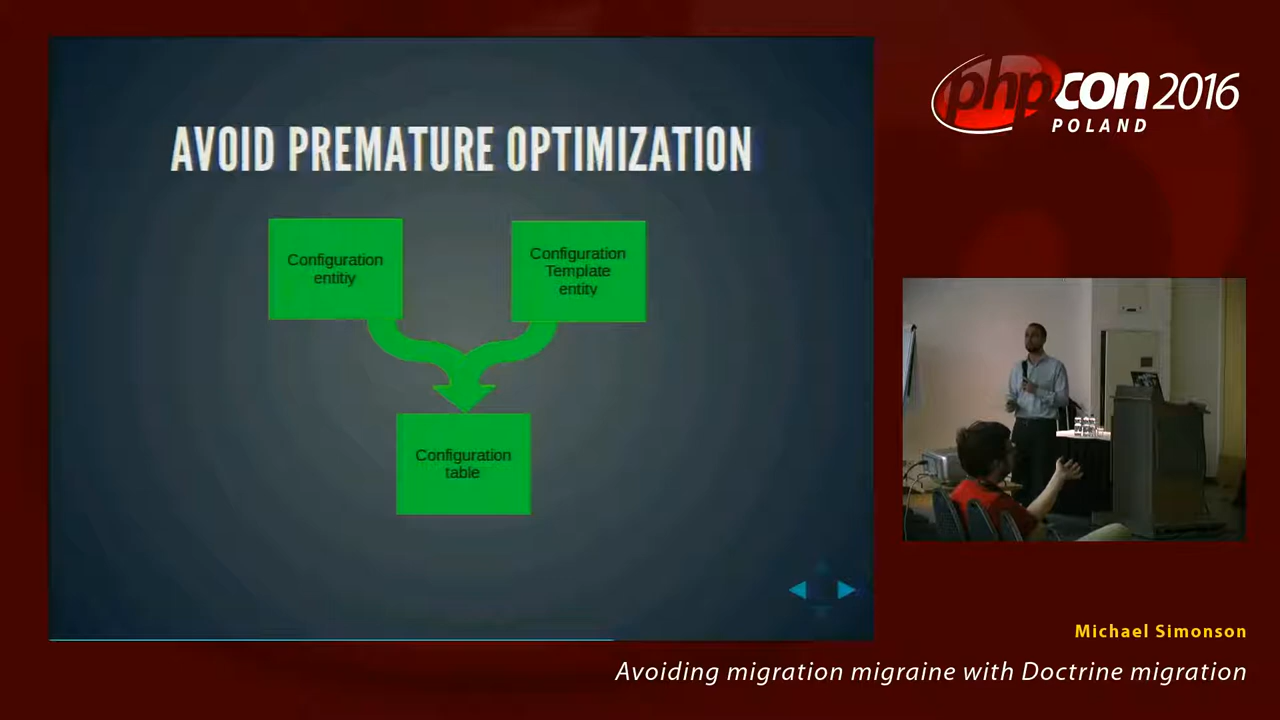 AVOID PREMATURE OPTIMIZATION
Configuration
entitiy
Configuration
Template
entity
Configuration
table
phpcon 2016
POLAND
Michael Simonson
Avoiding migration migraine with Doctrine migration